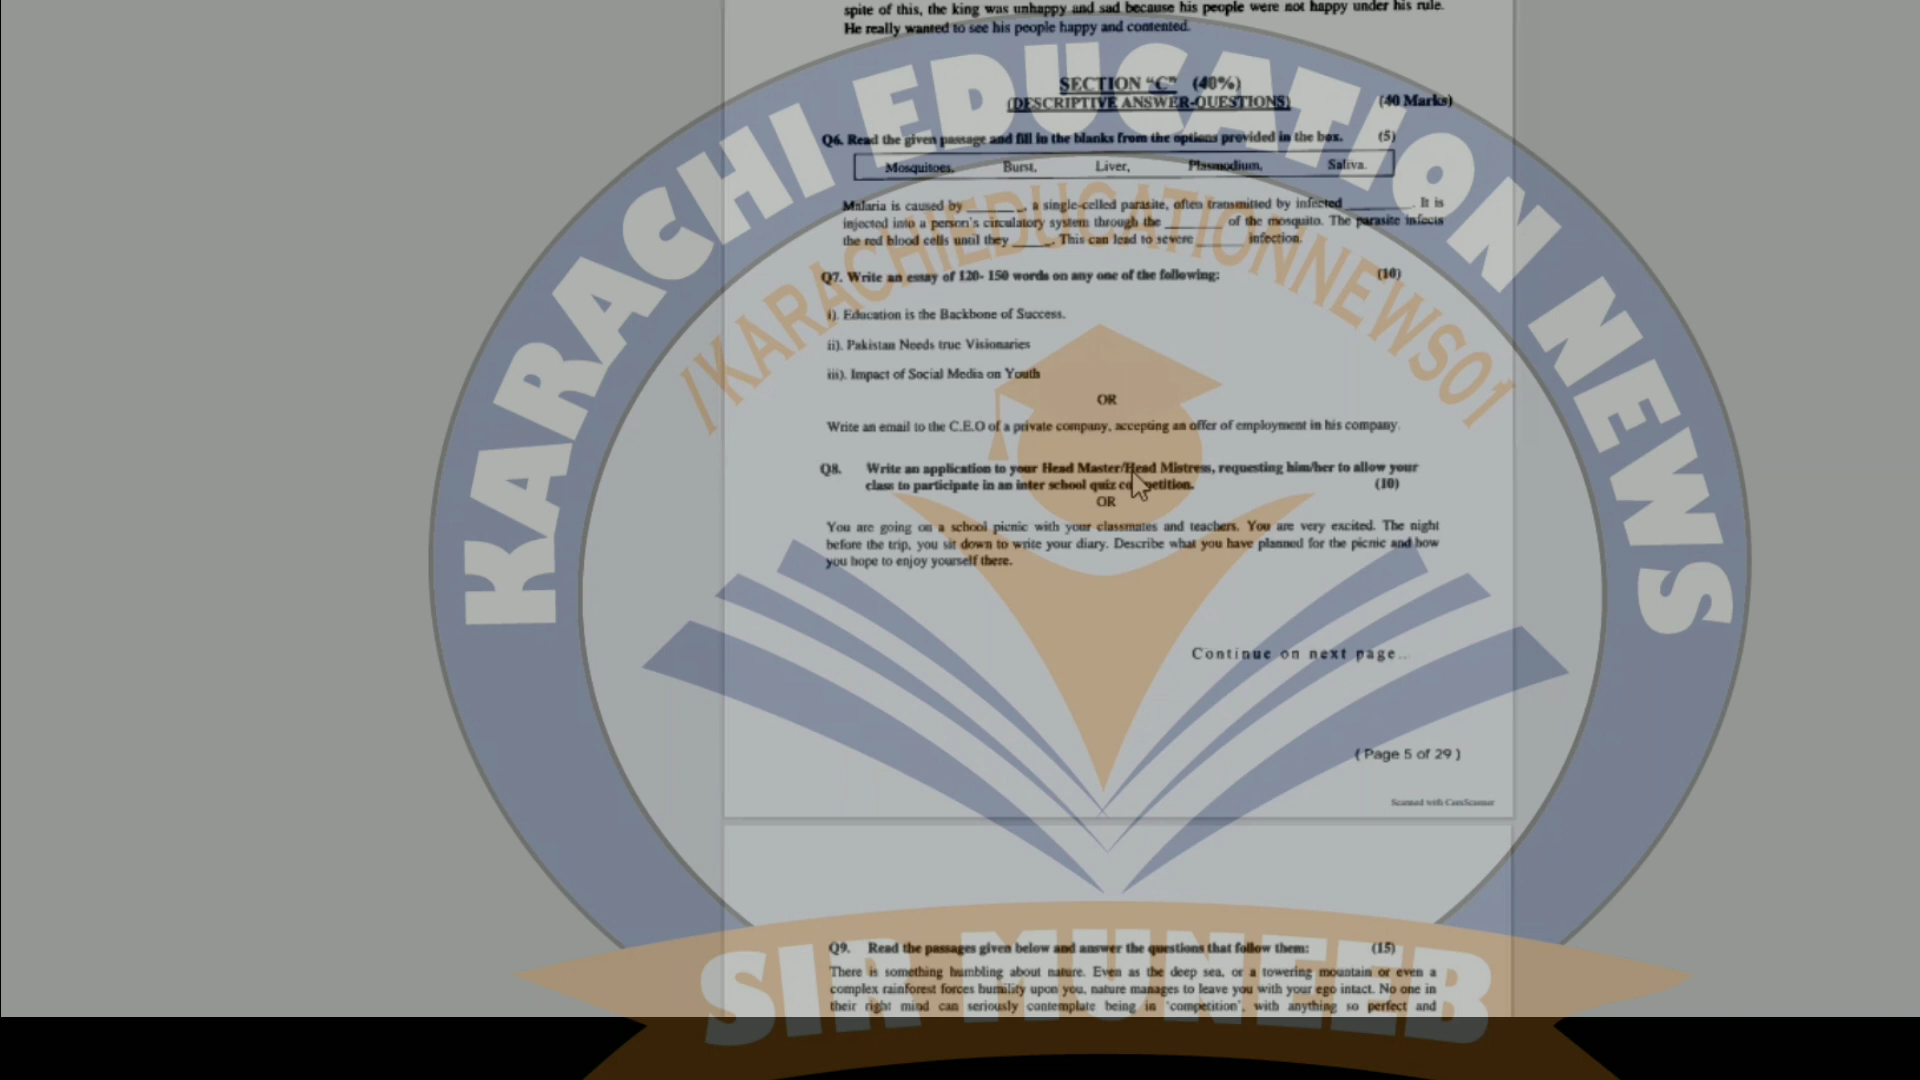 spite of this, the king was unhappy and sad because his people were not happy under his rule.
He really wanted to see his people happy and contented.
SECTION "C" (40%)
(DESCRIPTIVE ANSWER-QUESTIONS) (40 Marks)
Q6. Read the given passage and fill in the blanks from the options provided in the box. (5)
Mosquitoes, Burst, Liver, Plasmodium, Saliva.
Malaria is caused by _______, a single-celled parasite, often transmitted by infected ________. It is
injected into a person's circulatory system through the _______ of the mosquito. The parasite infects
the red blood cells until they _____. This can lead to severe _____ infection.
Q7. Write an essay of 120- 150 words on any one of the following: (10)
i). Education is the Backbone of Success.
ii). Pakistan Needs true Visionaries
iii). Impact of Social Media on Youth
OR
Write an email to the C.E.O of a private company, accepting an offer of employment in his company.
Q8. Write an application to your Head Master/Head Mistress, requesting him/her to allow your
class to participate in an inter school quiz competition. (10)
OR
You are going on a school picnic with your classmates and teachers. You are very excited. The night
before the trip, you sit down to write your diary. Describe what you have planned for the picnic and how
you hope to enjoy yourself there.
Continue on next page..
( Page 5 of 29 )
Scanned with CamScanner
Q9. Read the passages given below and answer the questions that follow them: (15)
There is something humbling about nature. Even as the deep sea, or a towering mountain or even a
complex rainforest forces humility upon you, nature manages to leave you with your ego intact. No one in
their right mind can seriously contemplate being in 'competition', with anything so perfect and
KARACHI EDUCATION NEWS
/KARACHIEDUCATIONNEWS01
SIR MUNEEB